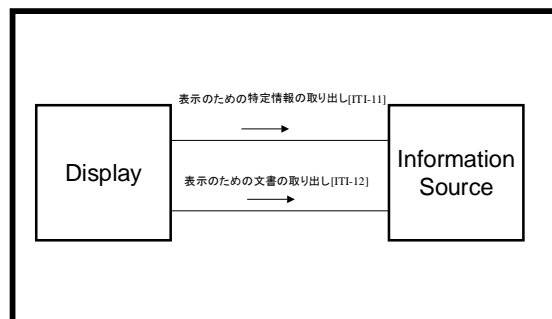 表示のための特定情報の取り出し[ITI-11]
Display
Information
Source
表示のための文書の取り出し[ITI-12]